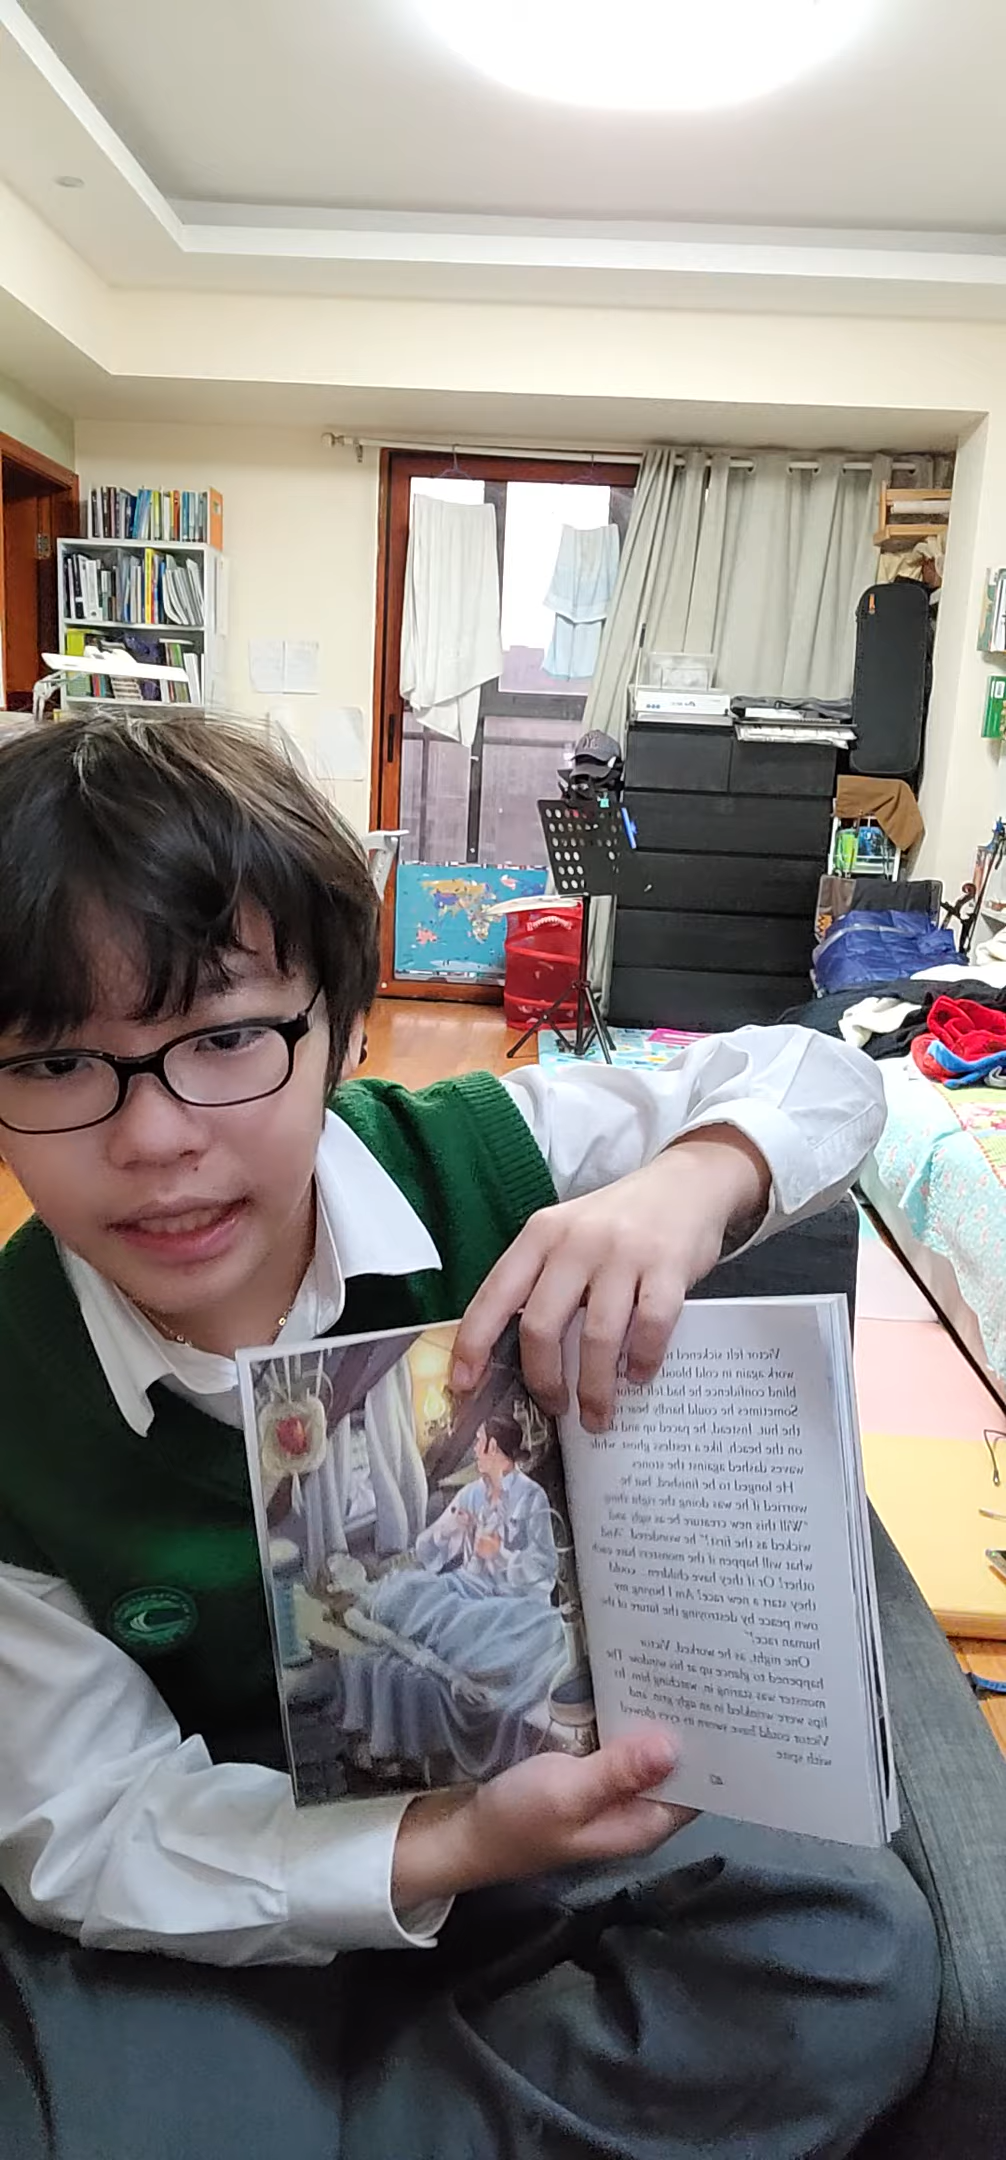 Victor felt sickened
work again in cold blood
blind confidence he had felt before
Sometimes he could hardly bear to
the hut. Instead, he paced up and
on the beach, like a restless ghost, while
waves dashed against the stones.
He longed to be finished, but he
worried if he was doing the right thing.
"Will this new creature be as ugly and
wicked as the first?" he wondered. "And
what will happen if the monsters hate each
other? Or if they have children... could
they start a new race? Am I buying my
own peace by destroying the future of the
human race?"
One night, as he worked, Victor
happened to glance up at his window. The
monster was staring in, watching him. Its
lips were wrinkled in an ugly grin, and
Victor could have sworn its eyes glowed
with spite.